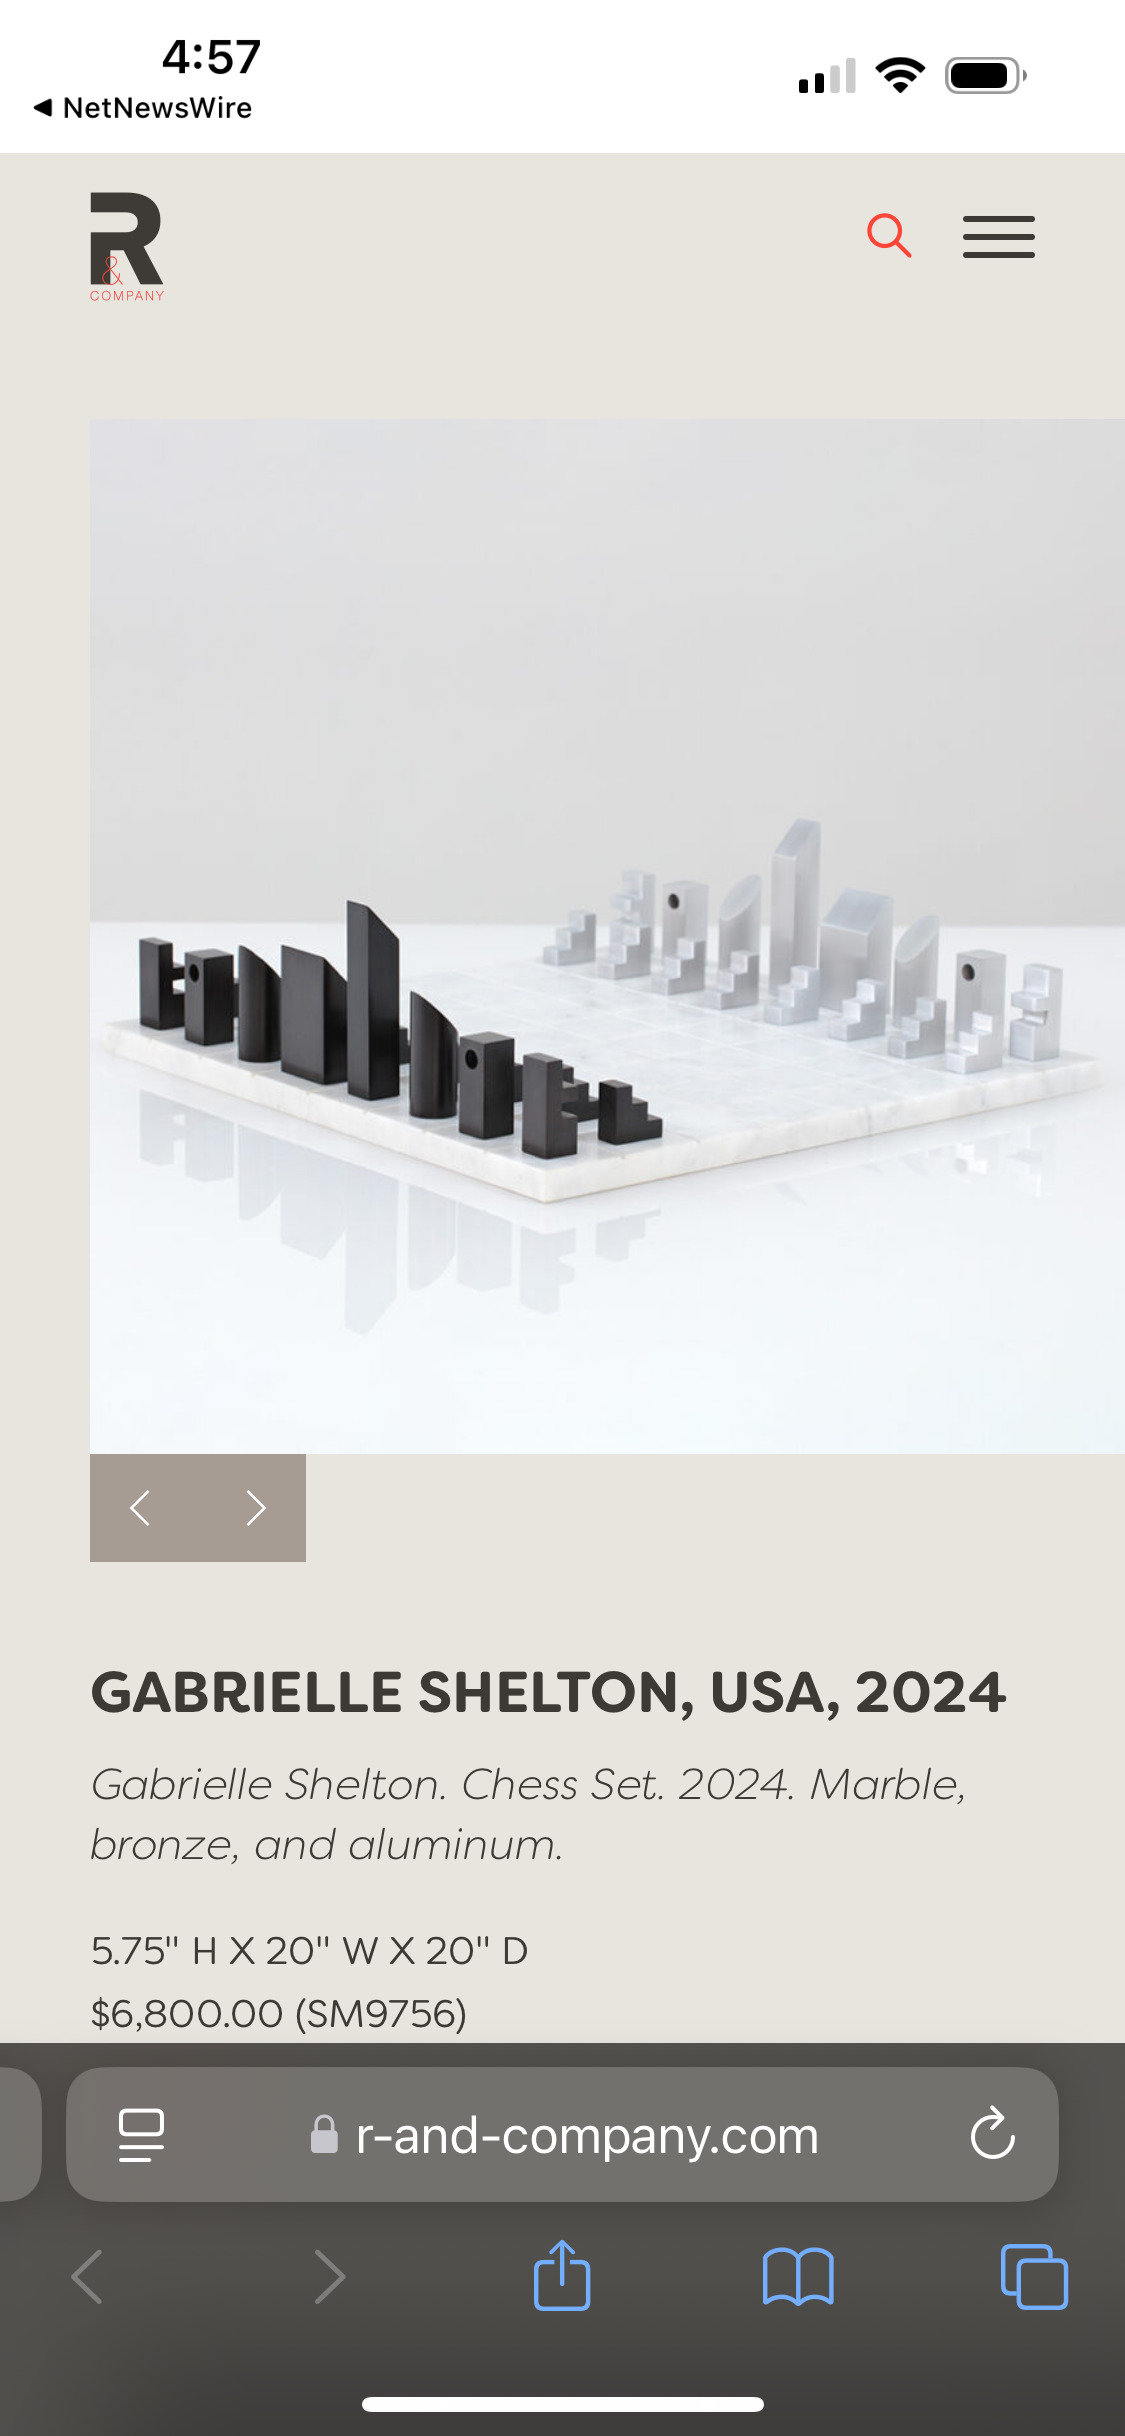 4:57
NetNewsWire
R
&
COMPANY
GABRIELLE SHELTON, USA, 2024
Gabrielle Shelton. Chess Set. 2024. Marble,
bronze, and aluminum.
5.75" H X 20" W X 20" D
$6,800.00 (SM9756)
r-and-company.com